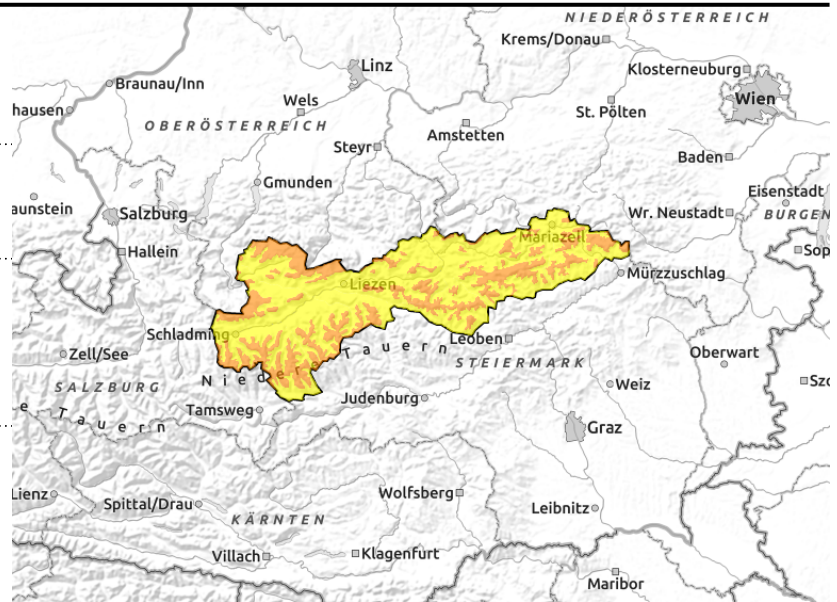 NIEDERÖSTERREICH
Krems/Donau
Linz
Klosterneuburg
Braunau/Inn
Wels
Wien
hausen
St. Pölten
OBERÖSTERREICH
Amstetten
Steyr
Baden
Gmunden
Eisenstadt
aunstein
Salzburg
Wr. Neustadt
BURGEN
Mariazell
Hallein
Sop
Mürzzuschlag
Liezen
Schladming
Leoben
Zell/See
Niedere Tauern
STEIERMARK
Oberwart
SALZBURG
Weiz
Szo
Judenburg
Tamsweg
e Tauern
Graz
Lienz
Wolfsberg
Spittal/Drau
Leibnitz
KÄRNTEN
Villach
Klagenfurt
Maribor